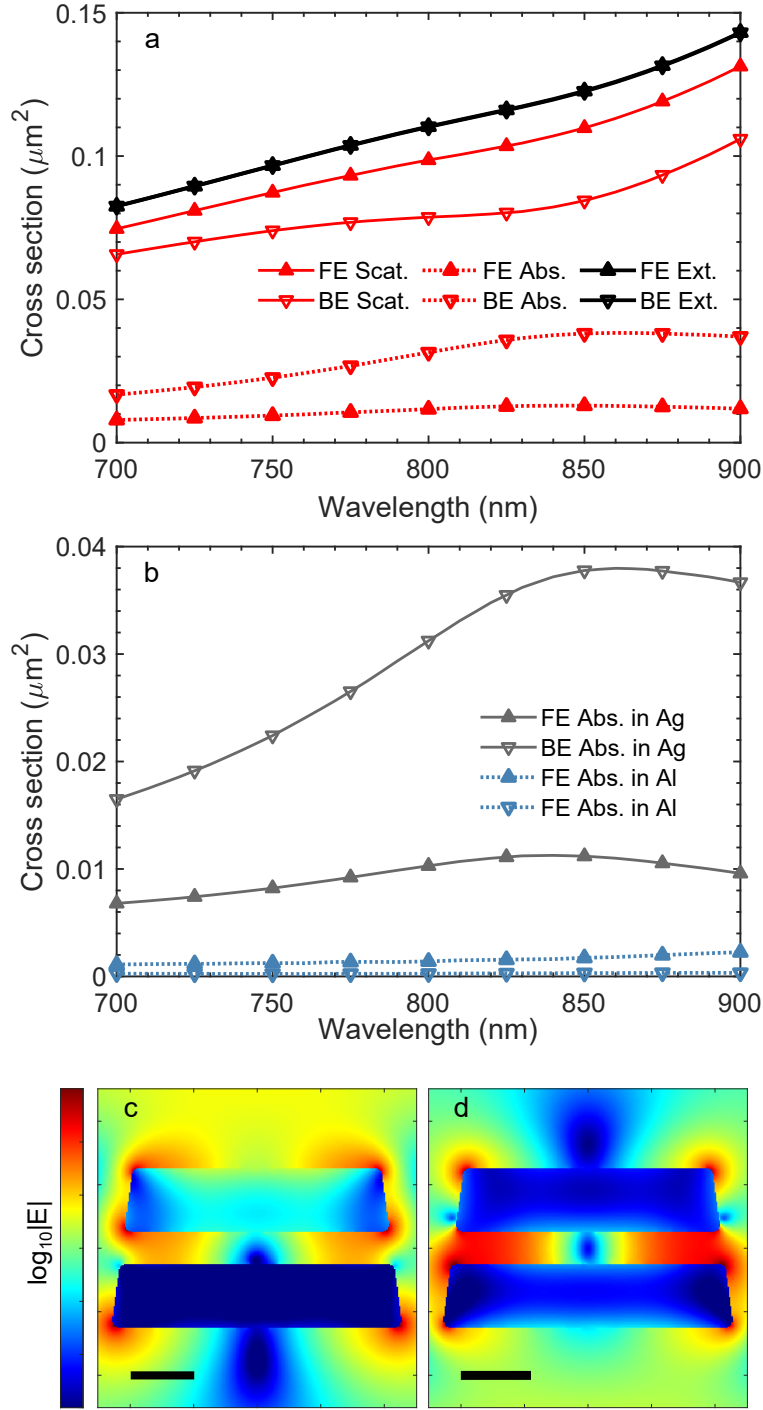 a
0.15
0.1
0.05
0
Cross section (μm²)
FE Scat.
FE Abs.
FE Ext.
BE Scat.
BE Abs.
BE Ext.
700
750
800
850
900
Wavelength (nm)
b
0.04
0.03
0.02
0.01
0
Cross section (μm²)
FE Abs. in Ag
BE Abs. in Ag
FE Abs. in Al
FE Abs. in Al
700
750
800
850
900
Wavelength (nm)
log₁₀|E|
c
d